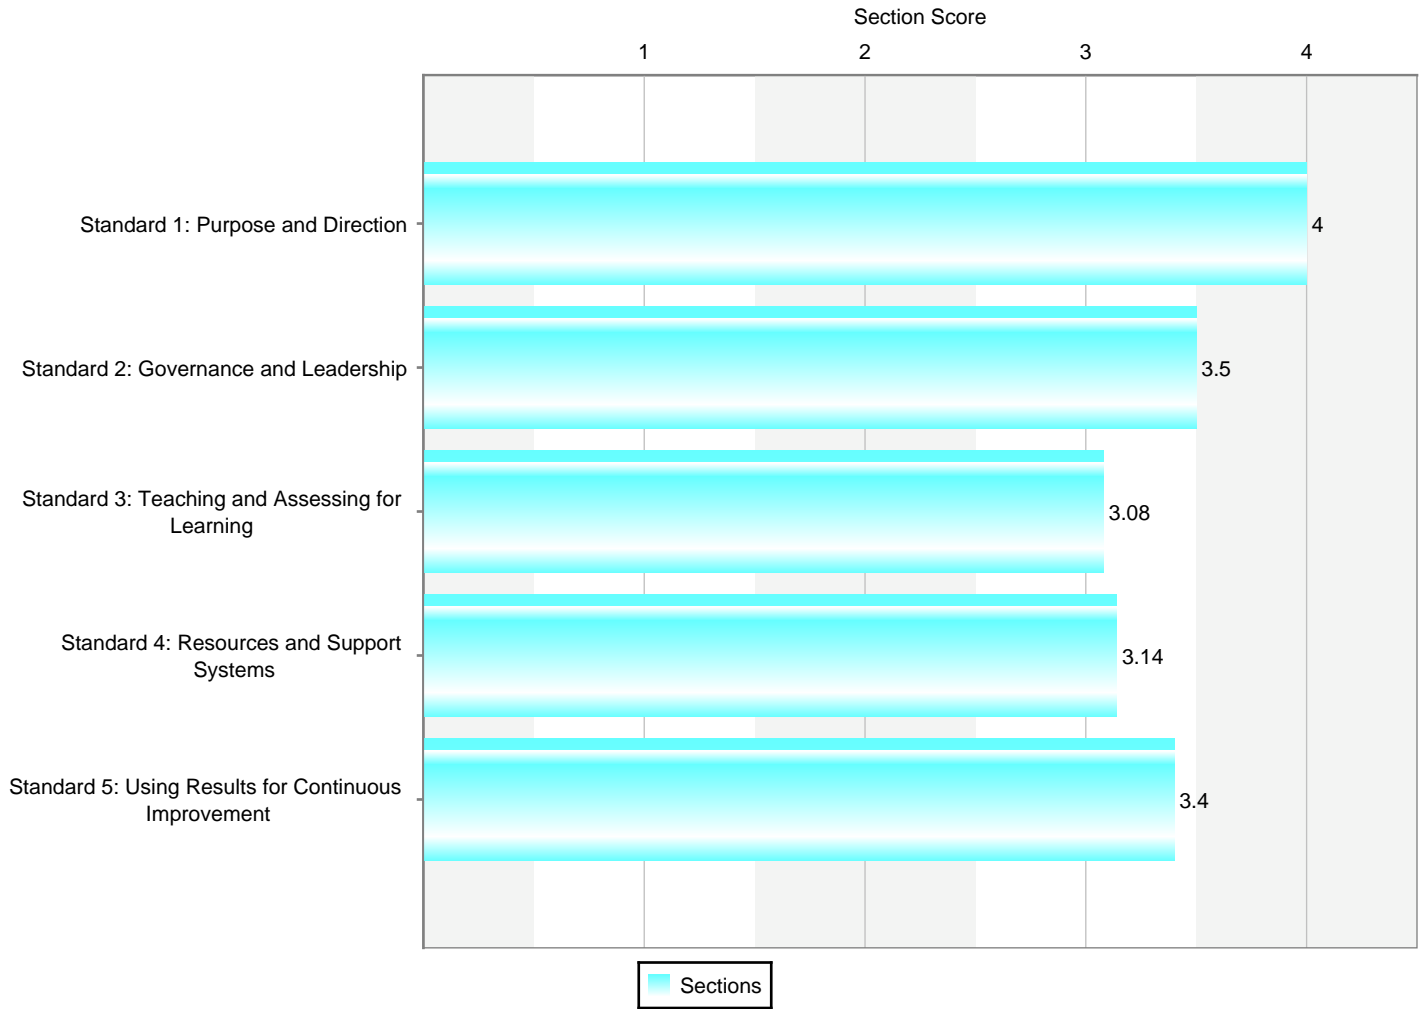 Section Score
1 2 3 4
Standard 1: Purpose and Direction
4
Standard 2: Governance and Leadership
3.5
Standard 3: Teaching and Assessing for
Learning
3.08
Standard 4: Resources and Support
Systems
3.14
Standard 5: Using Results for Continuous
Improvement
3.4
Sections